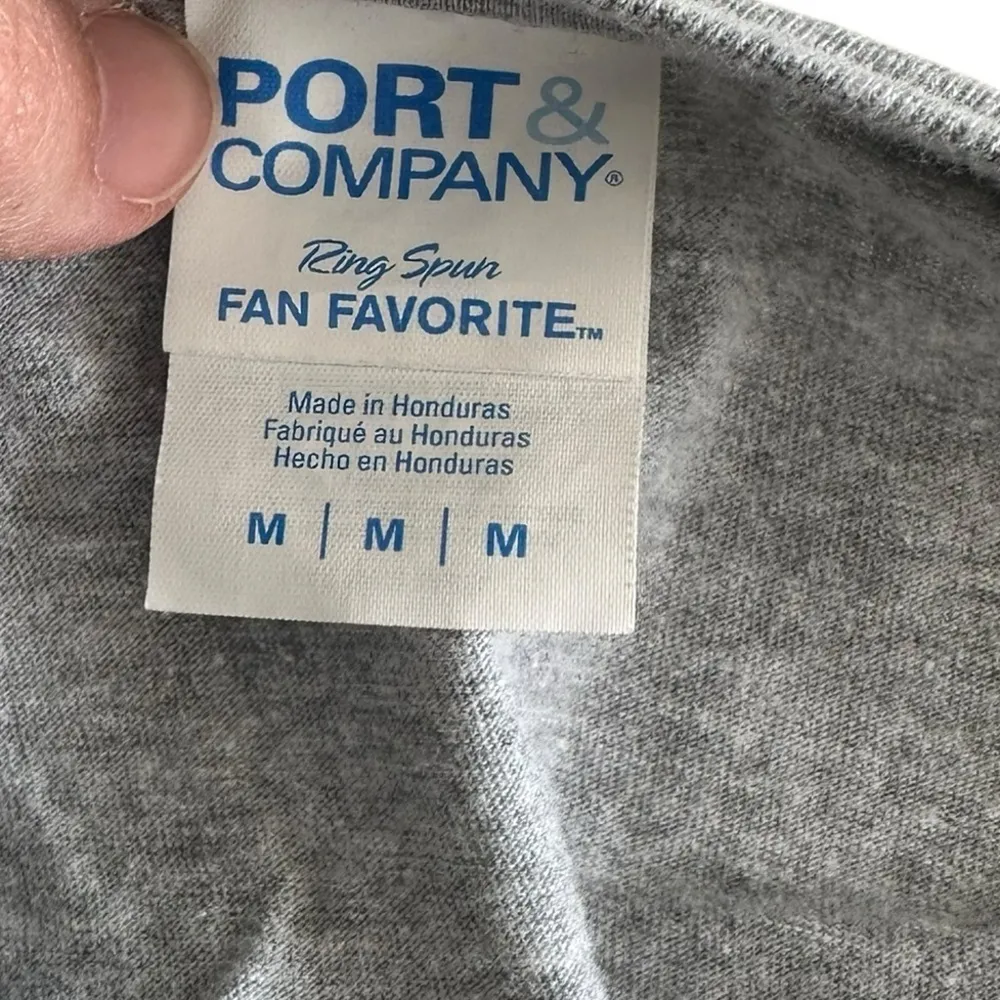 PORT &
COMPANY®
Ring Spun
FAN FAVORITE™
Made in Honduras
Fabriqué au Honduras
Hecho en Honduras
M | M | M